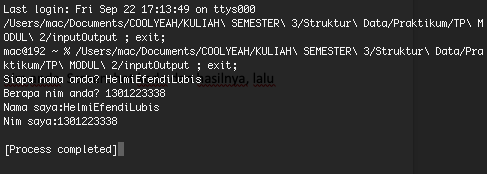 Last login: Fri Sep 22 17:13:49 on ttys000
/Users/mac/Documents/COOLYEAH/KULIAH\ SEMESTER\ 3/Struktur\ Data/Praktikum/TP\ M
ODUL\ 2/inputOutput ; exit;
mac@192 ~ % /Users/mac/Documents/COOLYEAH/KULIAH\ SEMESTER\ 3/Struktur\ Data/Pra
ktikum/TP\ MODUL\ 2/inputOutput ; exit;
Siapa nama anda? HelmiEfendiLubis
hasilnya, lalu
Berapa nim anda? 1301223338
Nama saya:HelmiEfendiLubis
Nim saya:1301223338
[Process completed]